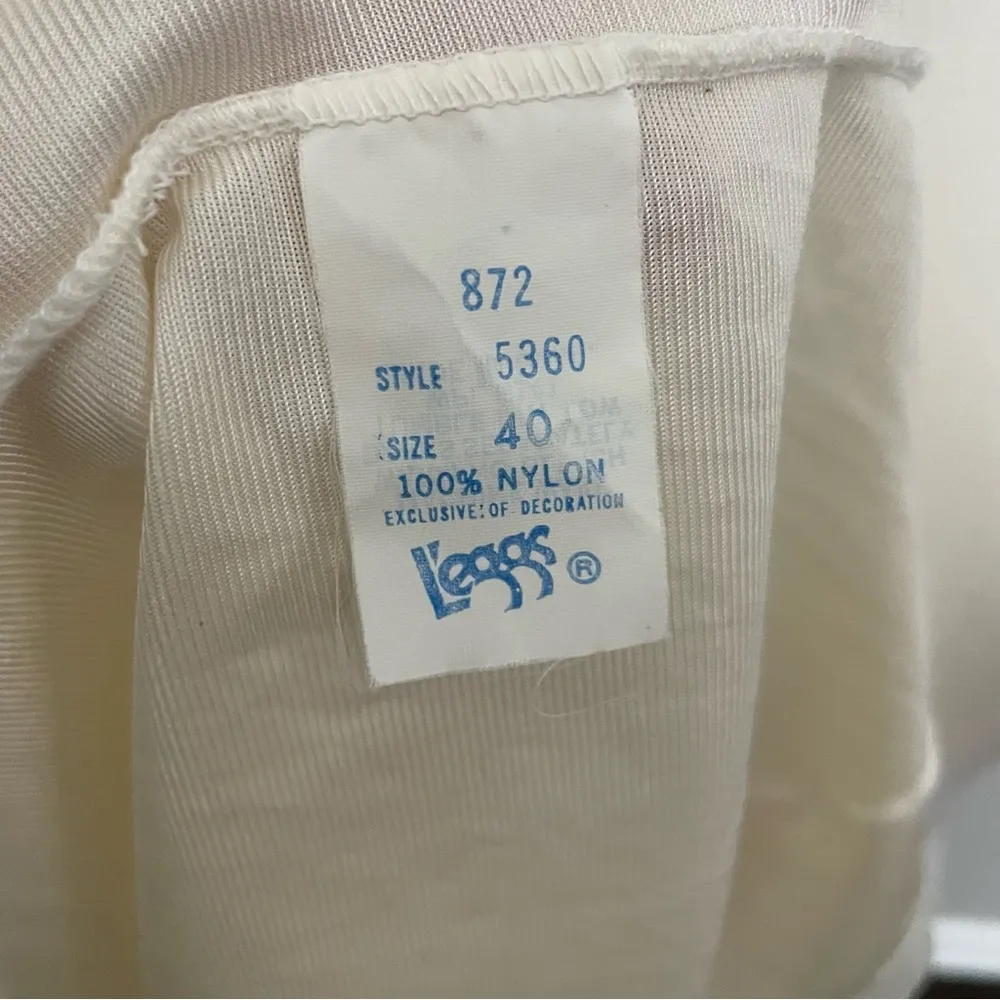 872
STYLE 5360
SIZE 40
100% NYLON
EXCLUSIVE OF DECORATION
L'eggs ®